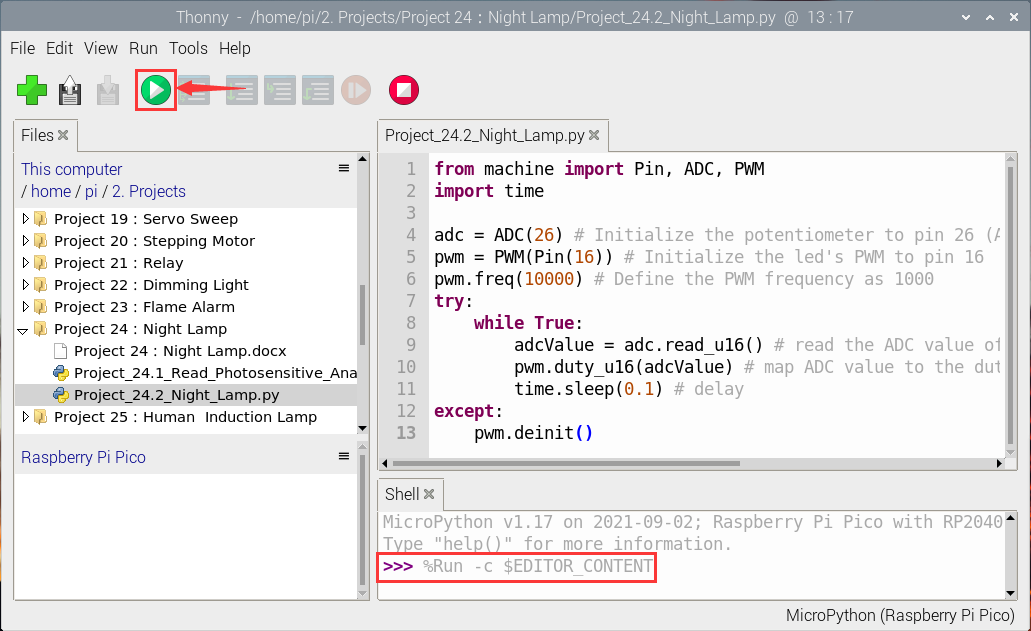 Thonny - /home/pi/2. Projects/Project 24 : Night Lamp/Project_24.2_Night_Lamp.py @ 13 : 17
File Edit View Run Tools Help
Files
This computer
/ home / pi / 2. Projects
Project 19 : Servo Sweep
Project 20 : Stepping Motor
Project 21 : Relay
Project 22 : Dimming Light
Project 23 : Flame Alarm
Project 24 : Night Lamp
Project 24 : Night Lamp.docx
Project_24.1_Read_Photosensitive_Ana
Project_24.2_Night_Lamp.py
Project 25 : Human Induction Lamp
Raspberry Pi Pico
Project_24.2_Night_Lamp.py
1 from machine import Pin, ADC, PWM
2 import time
3
4 adc = ADC(26) # Initialize the potentiometer to pin 26 (A
5 pwm = PWM(Pin(16)) # Initialize the led's PWM to pin 16
6 pwm.freq(10000) # Define the PWM frequency as 1000
7 try:
8 while True:
9 adcValue = adc.read_u16() # read the ADC value of
10 pwm.duty_u16(adcValue) # map ADC value to the dut
11 time.sleep(0.1) # delay
12 except:
13 pwm.deinit()
Shell
MicroPython v1.17 on 2021-09-02; Raspberry Pi Pico with RP2040
Type "help()" for more information.
>>> %Run -c $EDITOR_CONTENT
MicroPython (Raspberry Pi Pico)